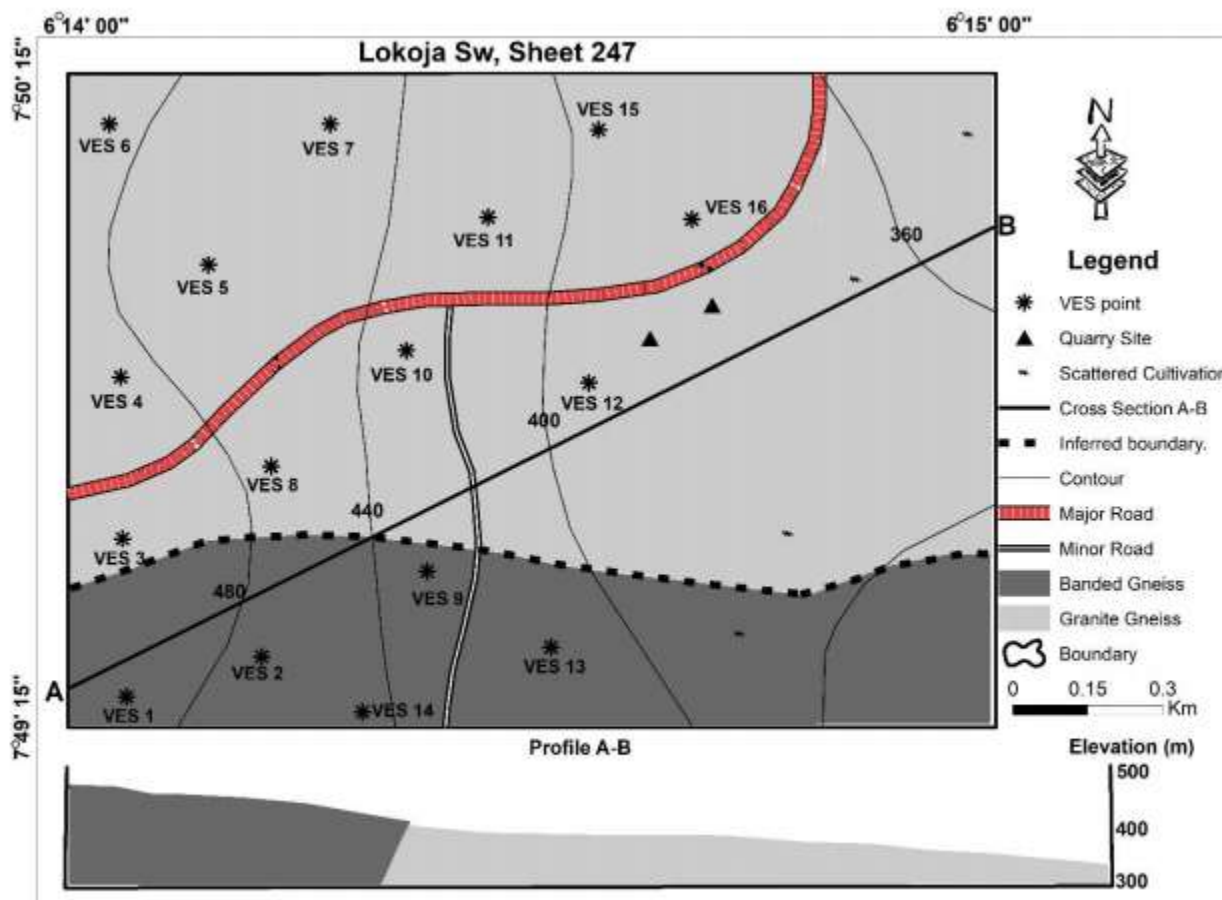 6°14' 00"
6°15' 00"
Lokoja Sw, Sheet 247
7°50' 15"
VES 6
VES 7
VES 15
N
VES 16
VES 11
360
B
VES 5
Legend
VES point
Quarry Site
VES 10
VES 4
Scattered Cultivation
VES 12
400
Cross Section A-B
Inferred boundary.
VES 8
Contour
440
Major Road
VES 3
Minor Road
480
VES 9
Banded Gneiss
Granite Gneiss
VES 2
VES 13
Boundary
A
VES 1
VES 14
0 0.15 0.3
Km
7°49' 15"
Profile A-B
Elevation (m)
500
400
300